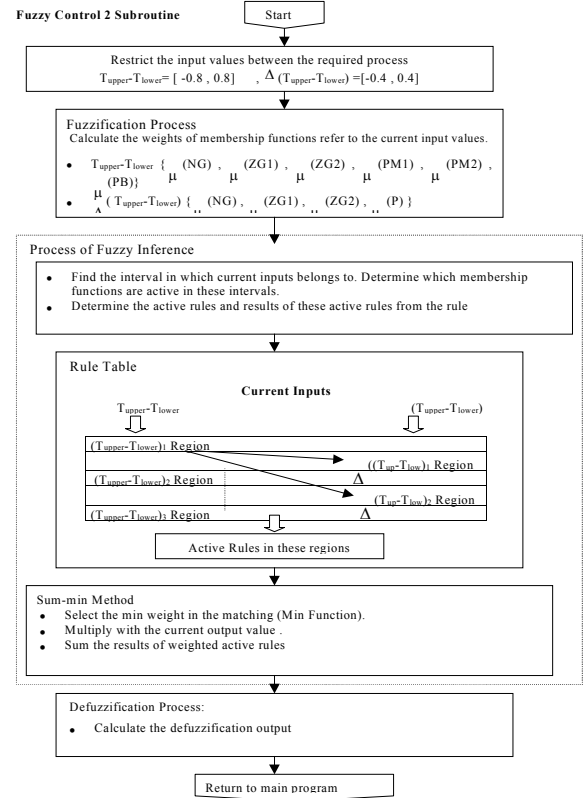 Fuzzy Control 2 Subroutine
Start
Restrict the input values between the required process
Tupper-Tlower= [ -0.8 , 0.8] , Δ (Tupper-Tlower) =[-0.4 , 0.4]
Fuzzification Process
Calculate the weights of membership functions refer to the current input values.
• Tupper-Tlower { μ (NG) , μ (ZG1) , μ (ZG2) , μ (PM1) , μ (PM2) ,
μ (PB)}
• Δ ( Tupper-Tlower) { μ (NG) , μ (ZG1) , μ (ZG2) , μ (P) }
Process of Fuzzy Inference
• Find the interval in which current inputs belongs to. Determine which membership
functions are active in these intervals.
• Determine the active rules and results of these active rules from the rule
Rule Table
Current Inputs
Tupper-Tlower (Tupper-Tlower)
(Tupper-Tlower)1 Region
((Tup-Tlow)1 Region
(Tupper-Tlower)2 Region Δ
(Tup-Tlow)2 Region
(Tupper-Tlower)3 Region Δ
Active Rules in these regions
Sum-min Method
• Select the min weight in the matching (Min Function).
• Multiply with the current output value .
• Sum the results of weighted active rules
Defuzzification Process:
• Calculate the defuzzification output
Return to main program